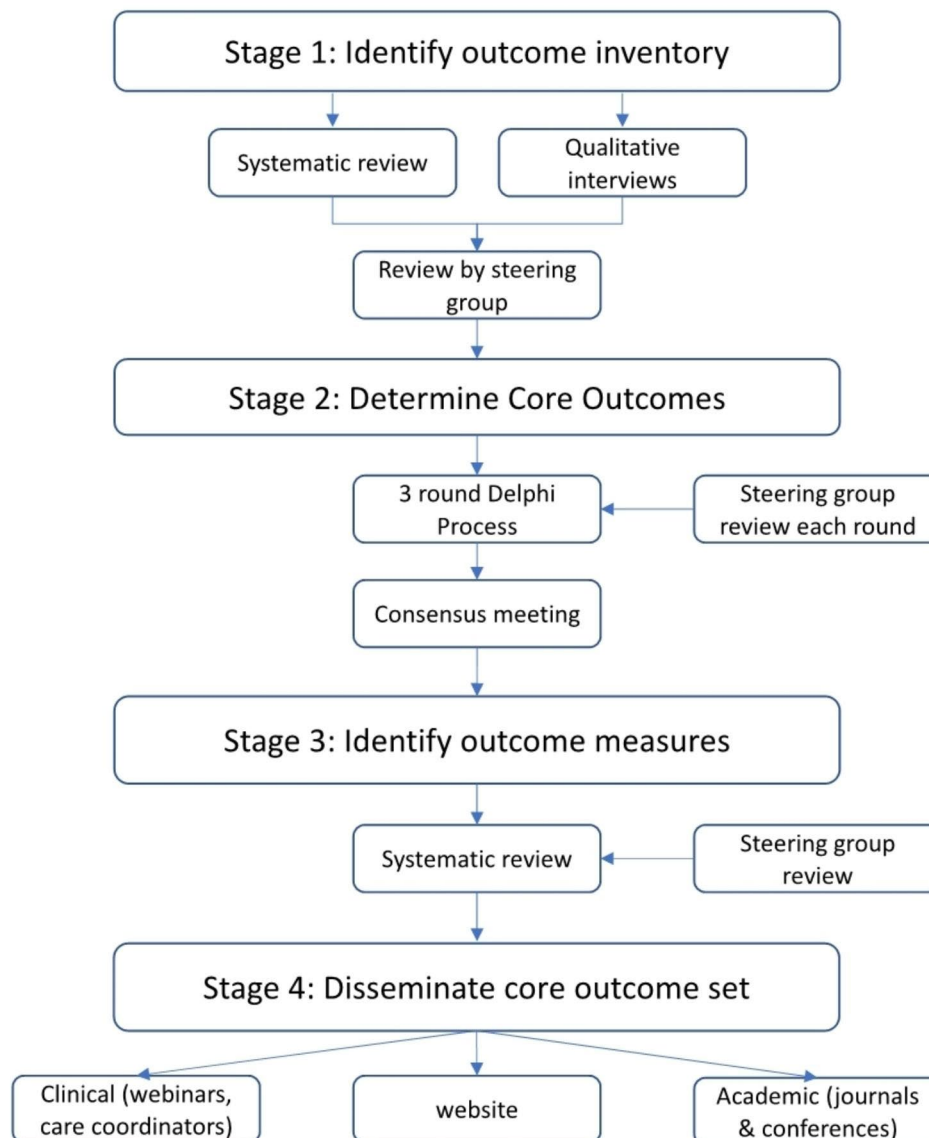 Stage 1: Identify outcome inventory
Systematic review
Qualitative
interviews
Review by steering
group
Stage 2: Determine Core Outcomes
3 round Delphi
Process
Steering group
review each round
Consensus meeting
Stage 3: Identify outcome measures
Systematic review
Steering group
review
Stage 4: Disseminate core outcome set
Clinical (webinars,
care coordinators)
website
Academic (journals
& conferences)